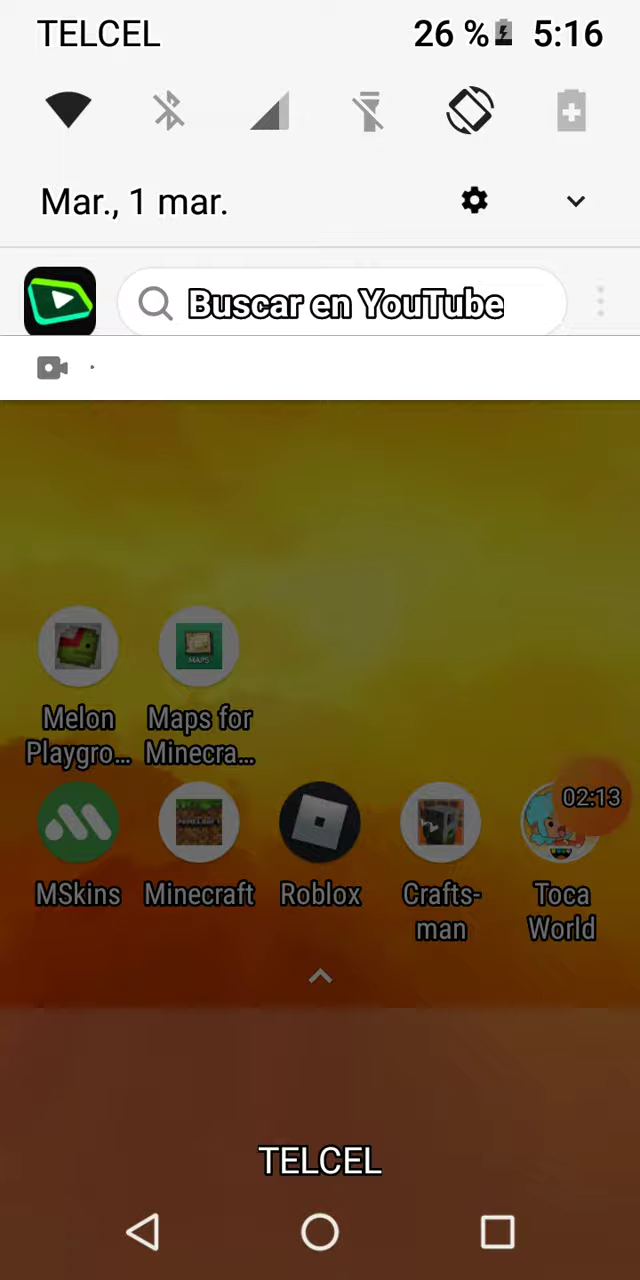 TELCEL 26 % 5:16
Mar., 1 mar.
Buscar en YouTube
MAPS
Melon Maps for
Playgro... Minecra...
02:13
MSkins Minecraft Roblox Crafts- Toca
man World
TELCEL